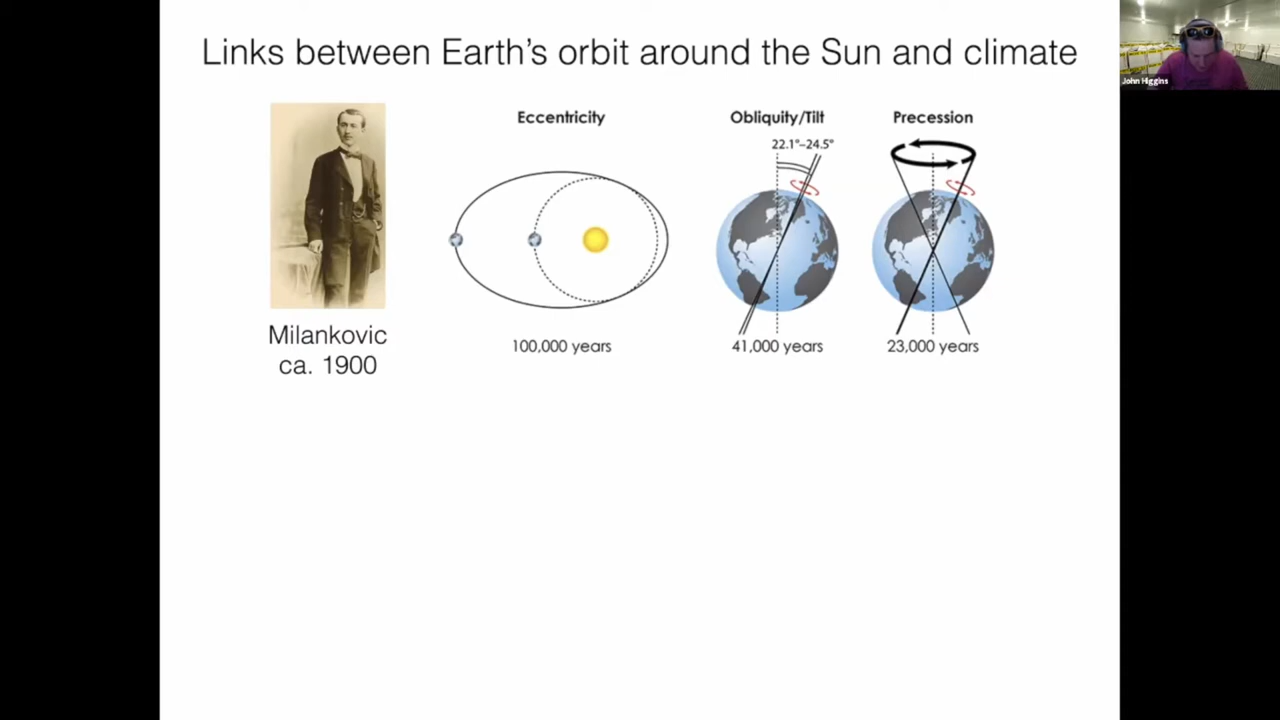 Links between Earth's orbit around the Sun and climate
John Higgins
Eccentricity
Obliquity/Tilt
Precession
22.1°–24.5°
Milankovic
ca. 1900
100,000 years
41,000 years
23,000 years